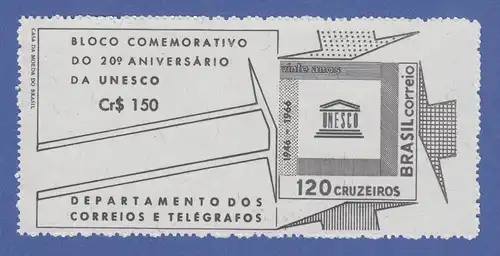 CASA DA MOEDA DO BRASIL
BLOCO COMEMORATIVO
DO 20º ANIVERSÁRIO
DA UNESCO
Cr$ 150
DEPARTAMENTO DOS
CORREIOS E TELÉGRAFOS
vinte anos
1946 - 1966
UNESCO
BRASIL correio
120 CRUZEIROS